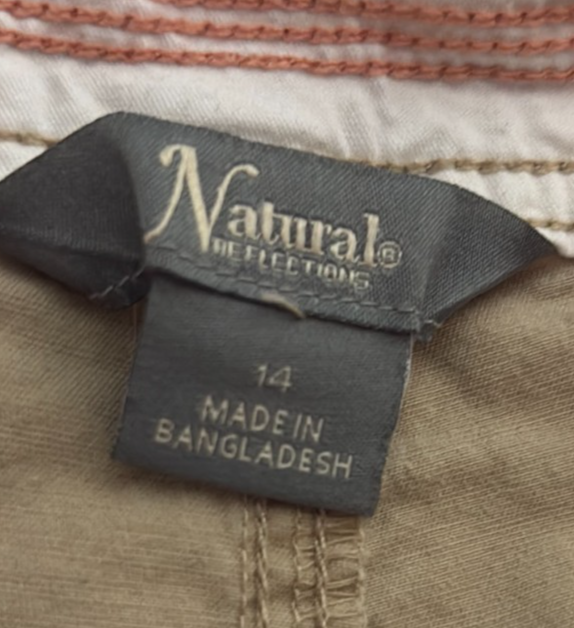 Natural®
REFLECTIONS
14
MADE IN
BANGLADESH